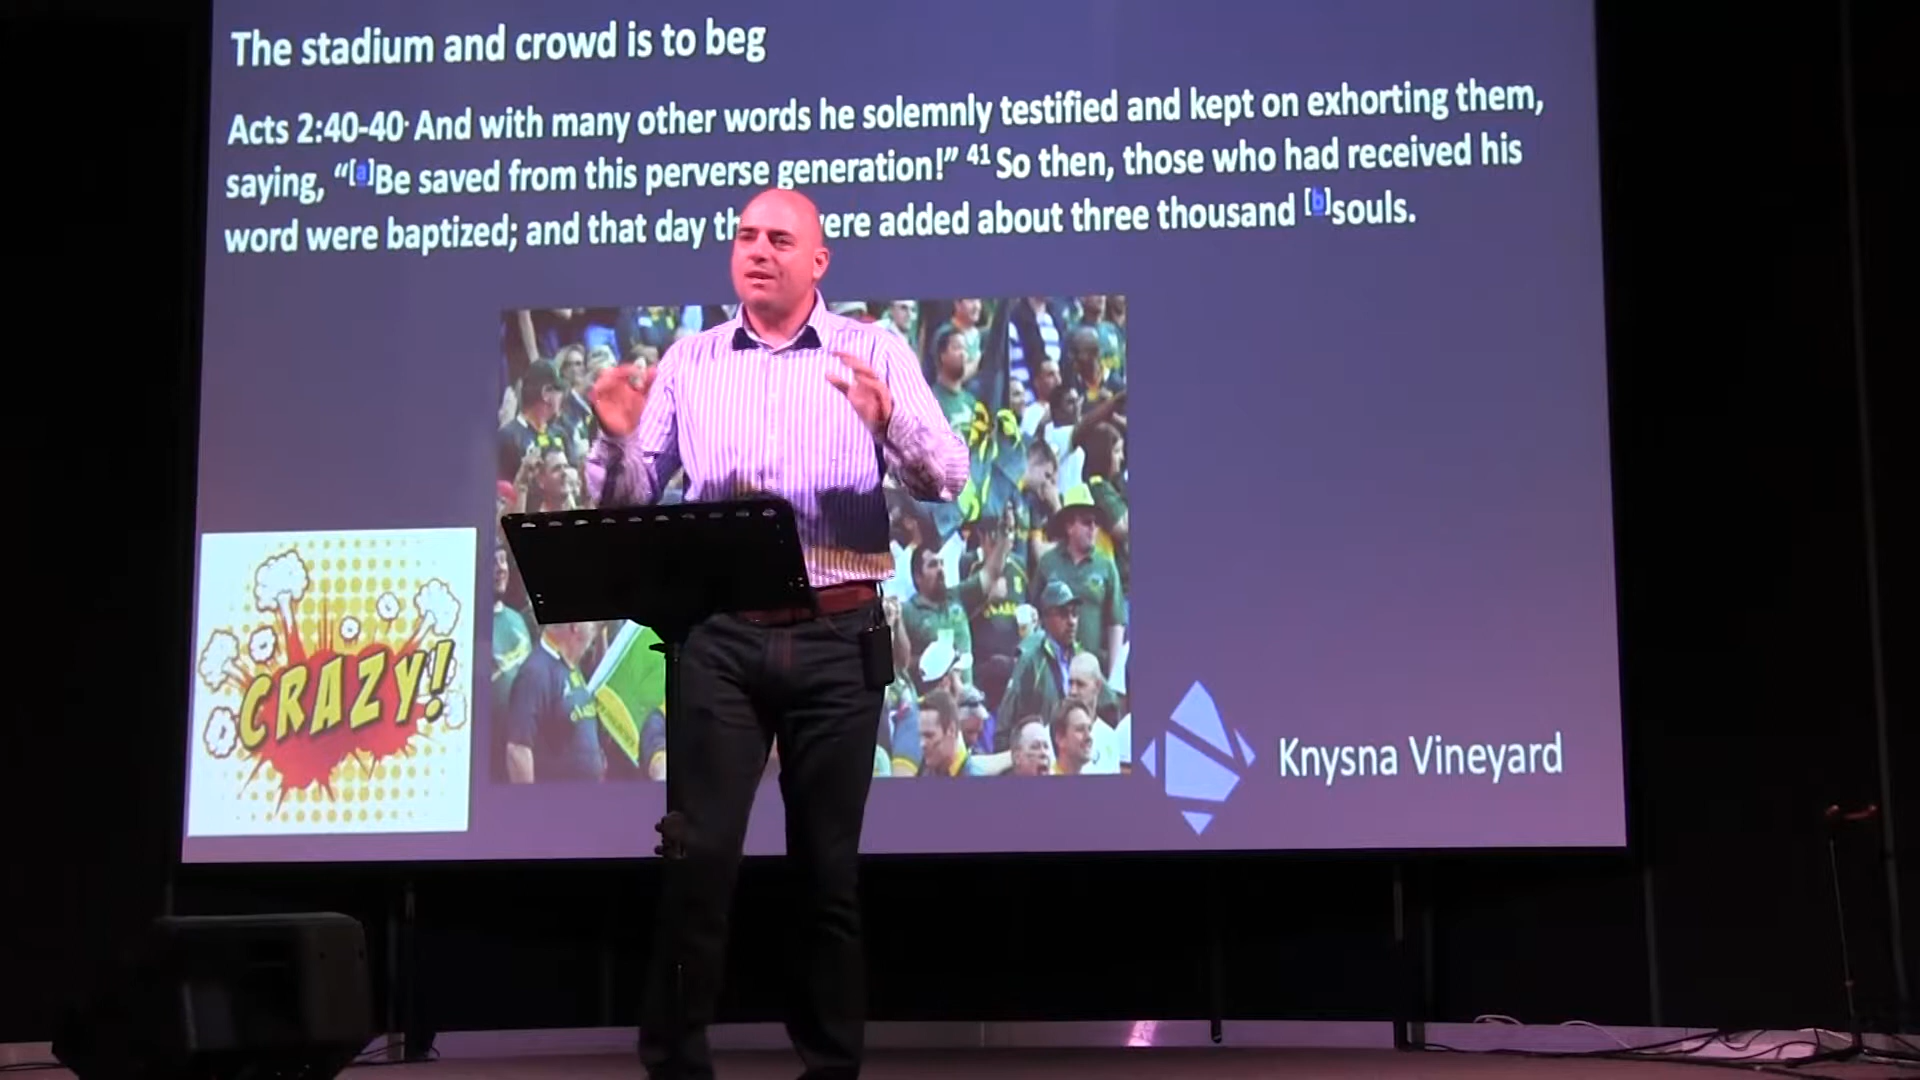 The stadium and crowd is to beg
Acts 2:40-40 And with many other words he solemnly testified and kept on exhorting them,
saying, “[a]Be saved from this perverse generation!” 41 So then, those who had received his
word were baptized; and that day th ere added about three thousand [b]souls.
CRAZY!
Knysna Vineyard